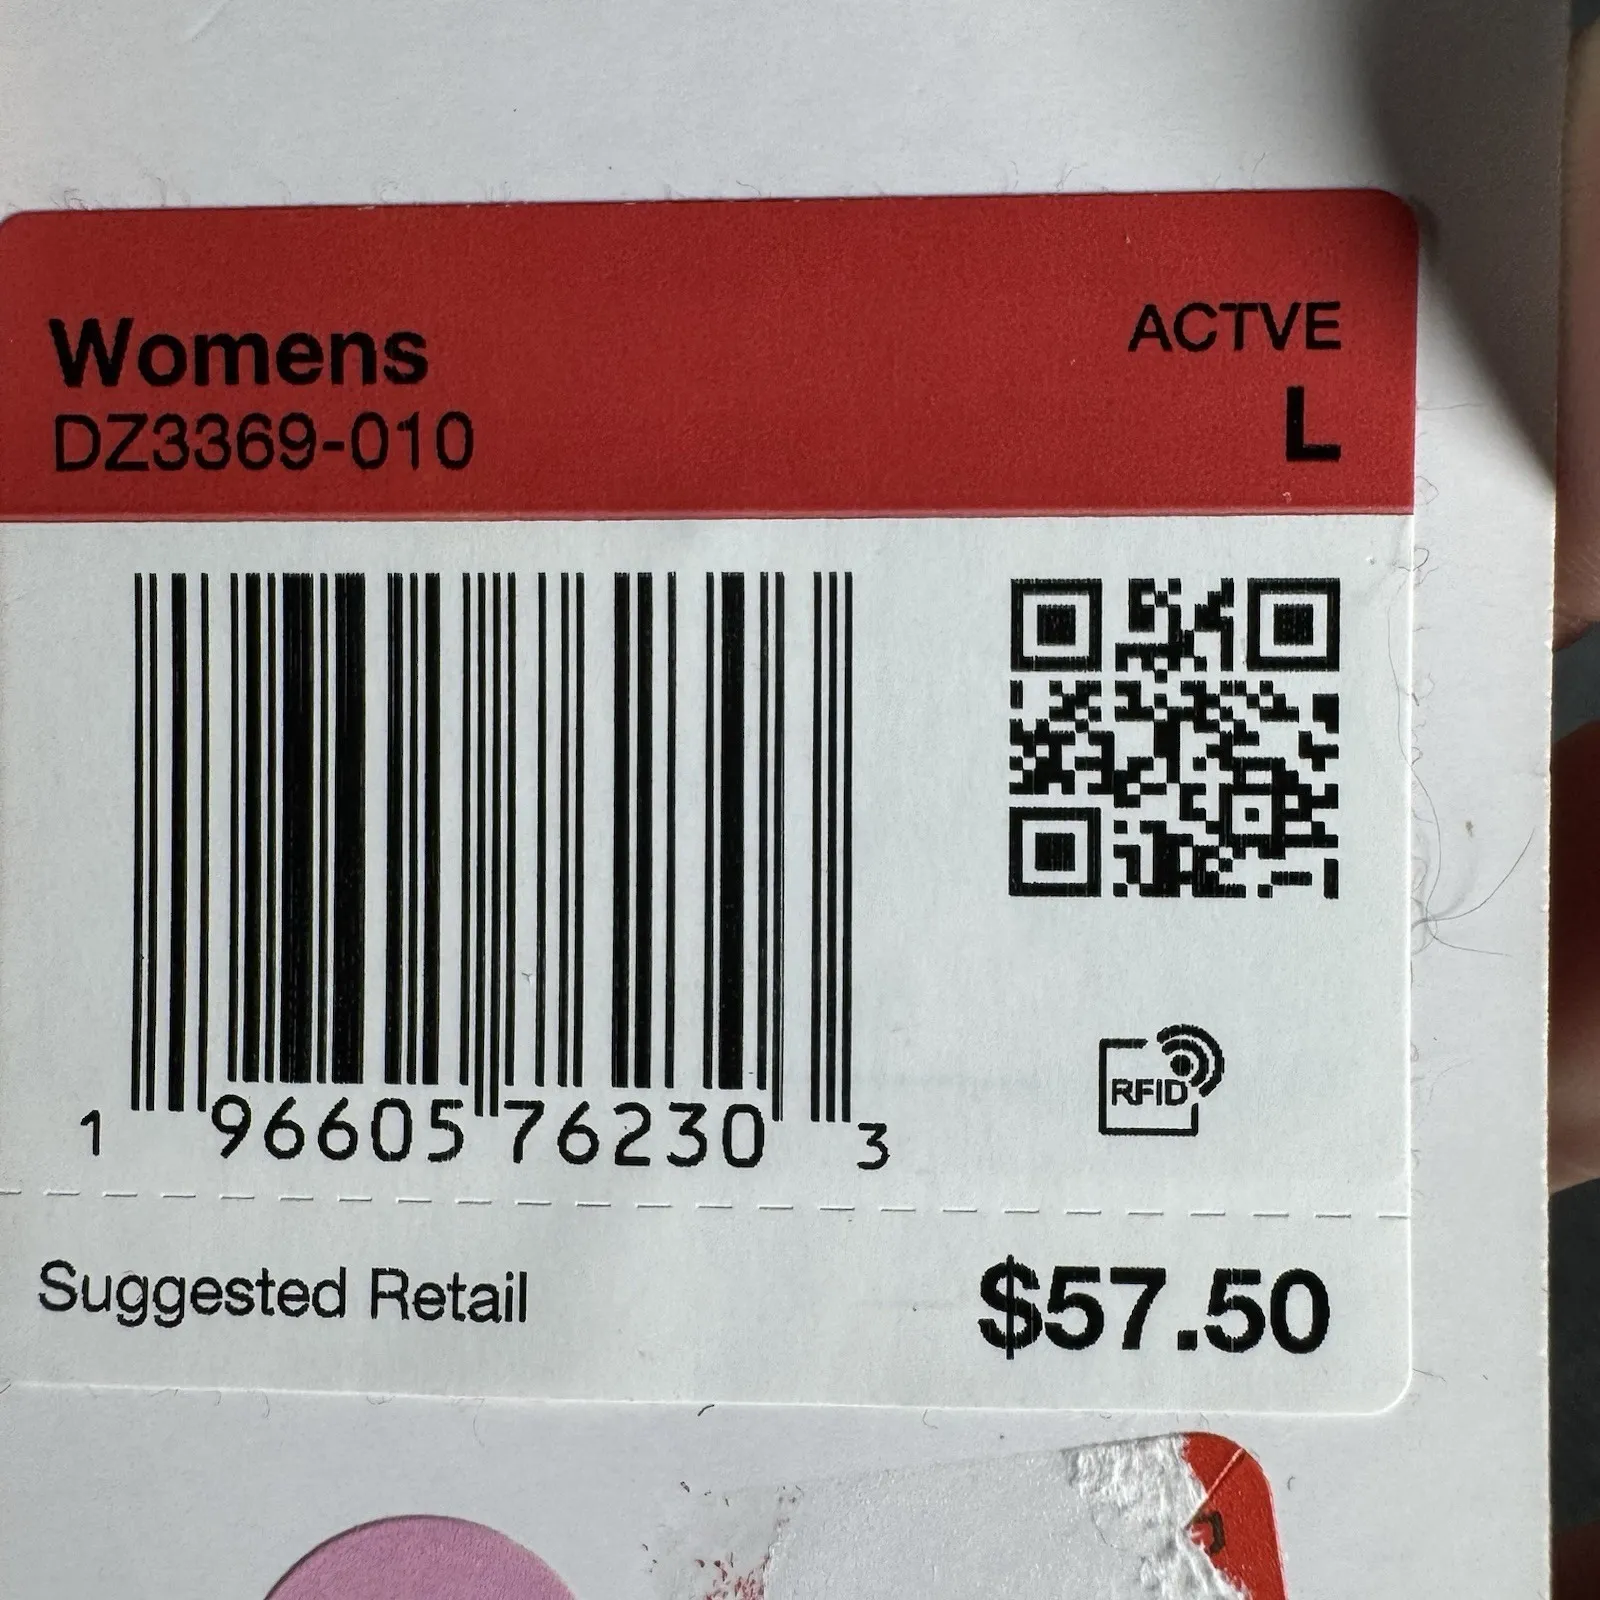 Womens
ACTVE
DZ3369-010
L
1 96605 76230 3
RFID
Suggested Retail
$57.50